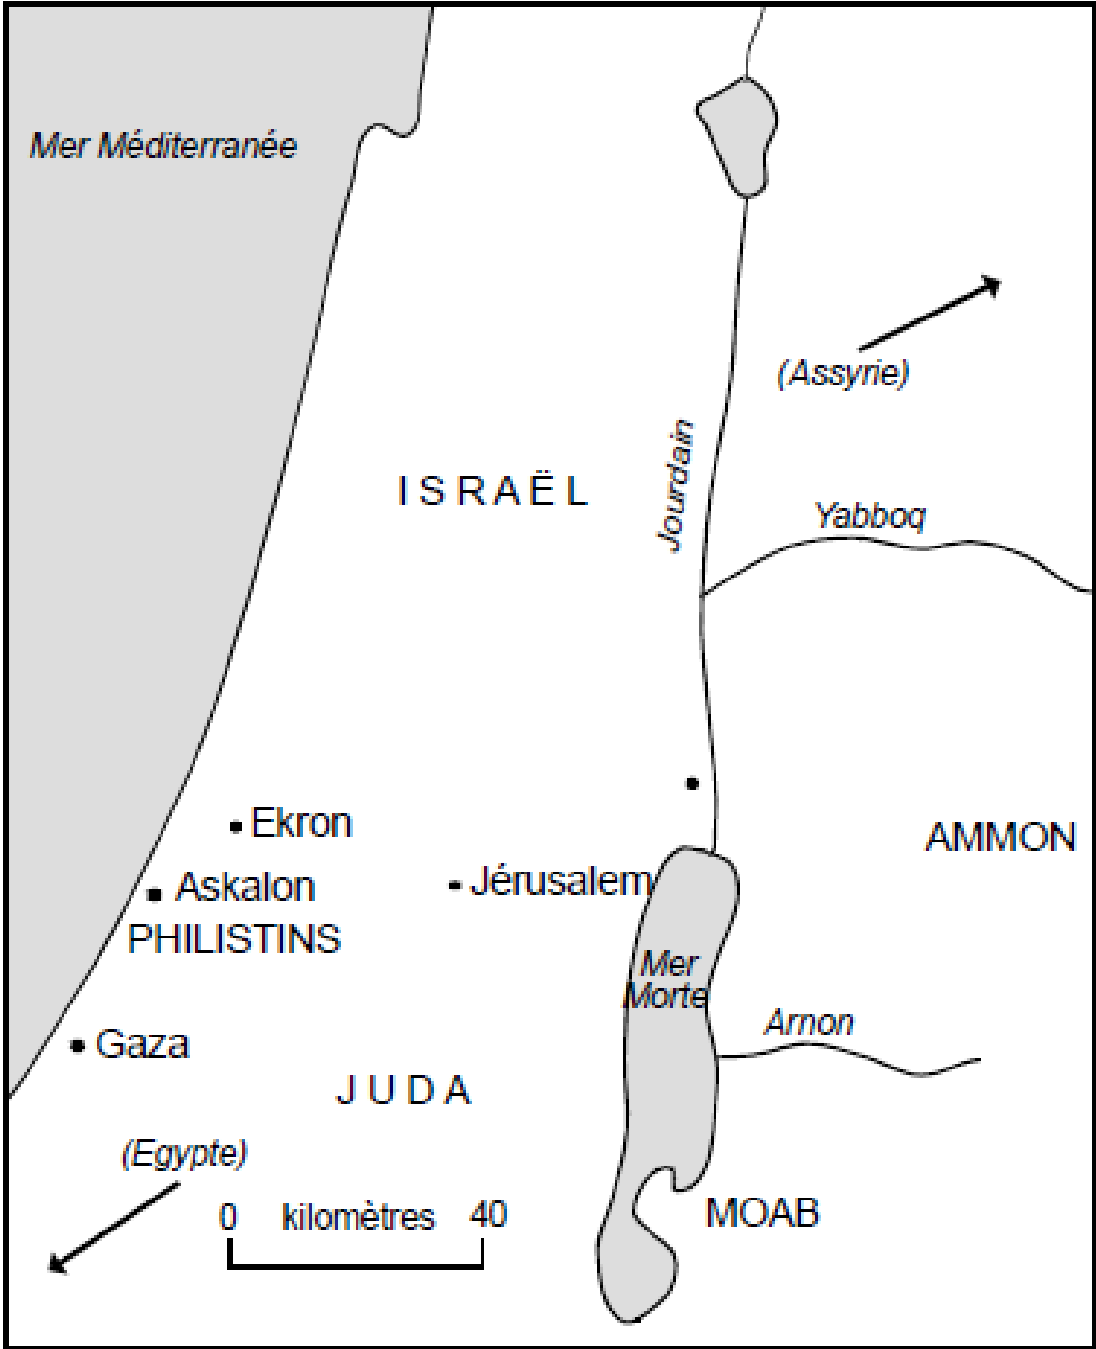 Mer Méditerranée
(Assyrie)
Jourdain
ISRAËL
Yabboq
Ekron
AMMON
Askalon
Jérusalem
PHILISTINS
Mer
Morte
Arnon
Gaza
JUDA
(Egypte)
0 kilomètres 40
MOAB